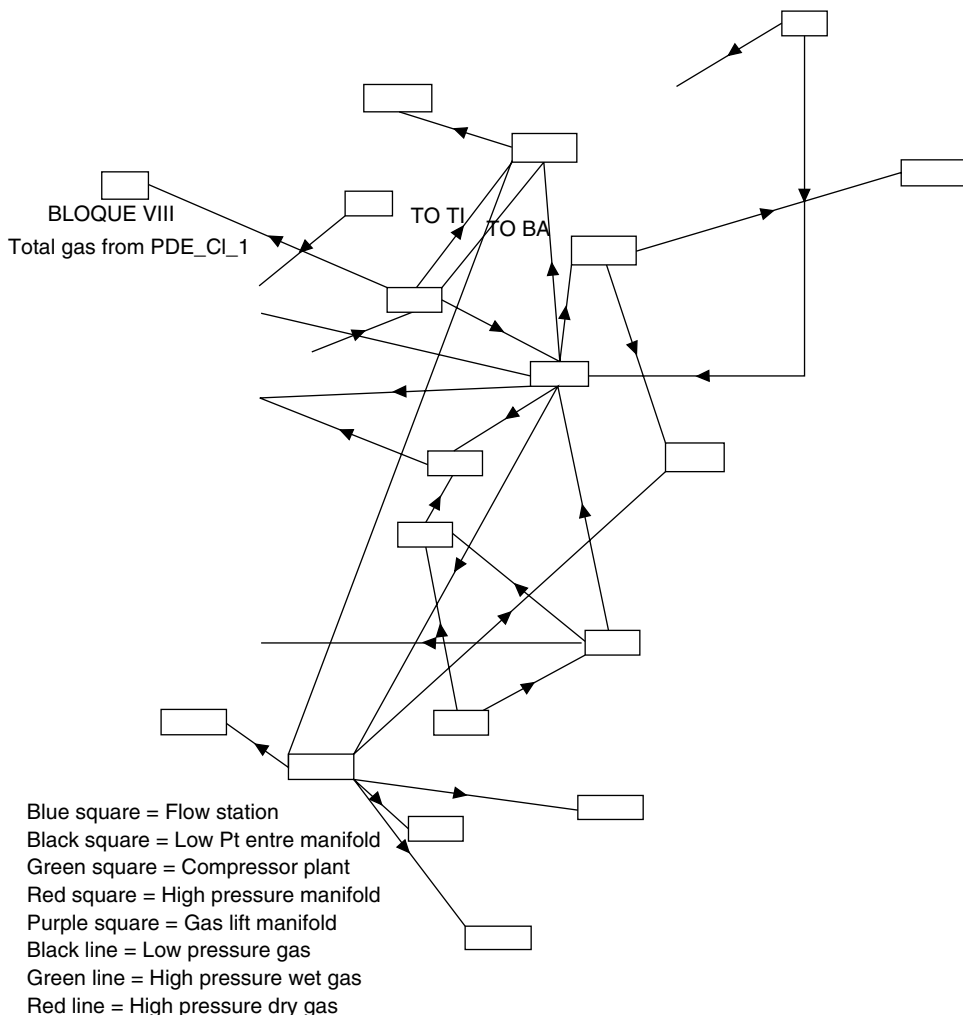 BLOQUE VIII
TO TI
TO BA
Total gas from PDE_CI_1
Blue square = Flow station
Black square = Low Pt entre manifold
Green square = Compressor plant
Red square = High pressure manifold
Purple square = Gas lift manifold
Black line = Low pressure gas
Green line = High pressure wet gas
Red line = High pressure dry gas